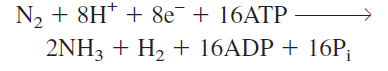 N₂ + 8H⁺ + 8e⁻ + 16ATP ⟶
2NH₃ + H₂ + 16ADP + 16Pᵢ